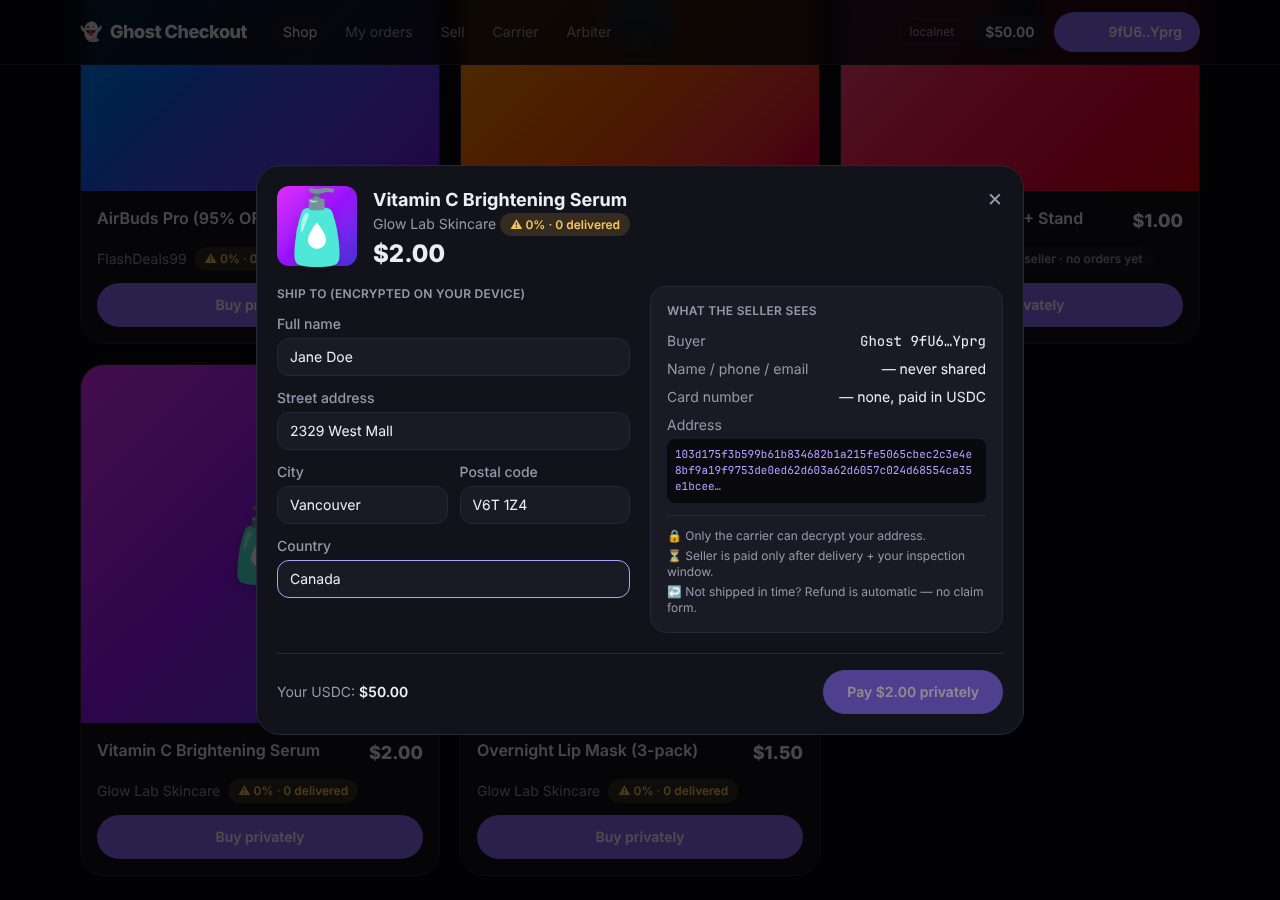 👻 Ghost Checkout Shop My orders Sell Carrier Arbiter localnet $50.00 9fU6..Yprg
AirBuds Pro (95% OF
FlashDeals99 ⚠ 0% · 0
Buy pr
+ Stand $1.00
seller · no orders yet
vately
Vitamin C Brightening Serum
Glow Lab Skincare ⚠ 0% · 0 delivered
$2.00
✕
SHIP TO (ENCRYPTED ON YOUR DEVICE)
Full name
Jane Doe
Street address
2329 West Mall
City Postal code
Vancouver V6T 1Z4
Country
Canada
WHAT THE SELLER SEES
Buyer Ghost 9fU6…Yprg
Name / phone / email — never shared
Card number — none, paid in USDC
Address
103d175f3b599b61b834682b1a215fe5065cbec2c3e4e
8bf9a19f9753de0ed62d603a62d6057c024d68554ca35
e1bcee…
🔒 Only the carrier can decrypt your address.
⏳ Seller is paid only after delivery + your inspection
window.
↩️ Not shipped in time? Refund is automatic — no claim
form.
Your USDC: $50.00 Pay $2.00 privately
Vitamin C Brightening Serum $2.00
Glow Lab Skincare ⚠ 0% · 0 delivered
Buy privately
Overnight Lip Mask (3-pack) $1.50
Glow Lab Skincare ⚠ 0% · 0 delivered
Buy privately